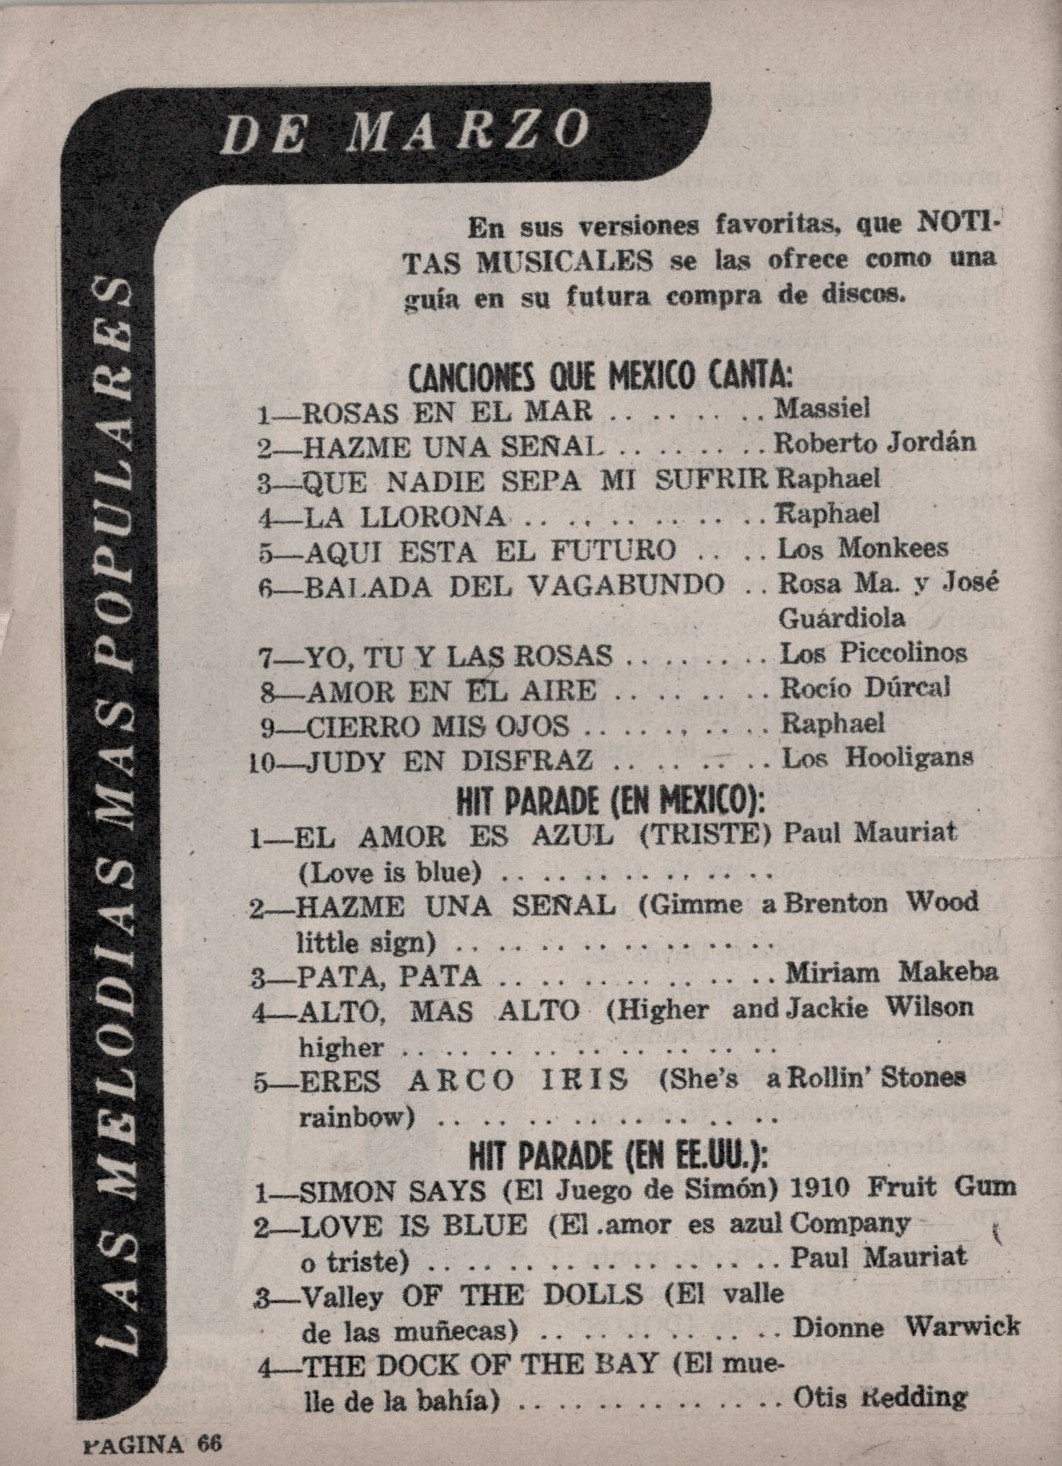 LAS MELODIAS MAS POPULARES
DE MARZO
En sus versiones favoritas, que NOTI-
TAS MUSICALES se las ofrece como una
guía en su futura compra de discos.
CANCIONES QUE MEXICO CANTA:
1—ROSAS EN EL MAR . . . . . . . . Massiel
2—HAZME UNA SEÑAL . . . . . . . . Roberto Jordán
3—QUE NADIE SEPA MI SUFRIR Raphael
4—LA LLORONA . . . . . . . . . . . . Raphael
5—AQUI ESTA EL FUTURO . . . . Los Monkees
6—BALADA DEL VAGABUNDO . . Rosa Ma. y José
Guárdiola
7—YO, TU Y LAS ROSAS . . . . . . . . Los Piccolinos
8—AMOR EN EL AIRE . . . . . . . . . Rocío Dúrcal
9—CIERRO MIS OJOS . . . . . . . . . . Raphael
10—JUDY EN DISFRAZ . . . . . . . . Los Hooligans
HIT PARADE (EN MEXICO):
1—EL AMOR ES AZUL (TRISTE) Paul Mauriat
(Love is blue) . . . . . . . . . . . . . .
2—HAZME UNA SEÑAL (Gimme a Brenton Wood
little sign) . . . . . . . . . . . . . . . .
3—PATA, PATA . . . . . . . . . . . . . . Miriam Makeba
4—ALTO, MAS ALTO (Higher and Jackie Wilson
higher . . . . . . . . . . . . . . . . . .
5—ERES ARCO IRIS (She's a Rollin' Stones
rainbow) . . . . . . . . . . . . . . . .
HIT PARADE (EN EE.UU.):
1—SIMON SAYS (El Juego de Simón) 1910 Fruit Gum
2—LOVE IS BLUE (El .amor es azul Company
o triste) . . . . . . . . . . . . . . . . . Paul Mauriat
3—Valley OF THE DOLLS (El valle
de las muñecas) . . . . . . . . . . . Dionne Warwick
4—THE DOCK OF THE BAY (El mue-
lle de la bahía) . . . . . . . . . . . . . Otis Redding
PAGINA 66